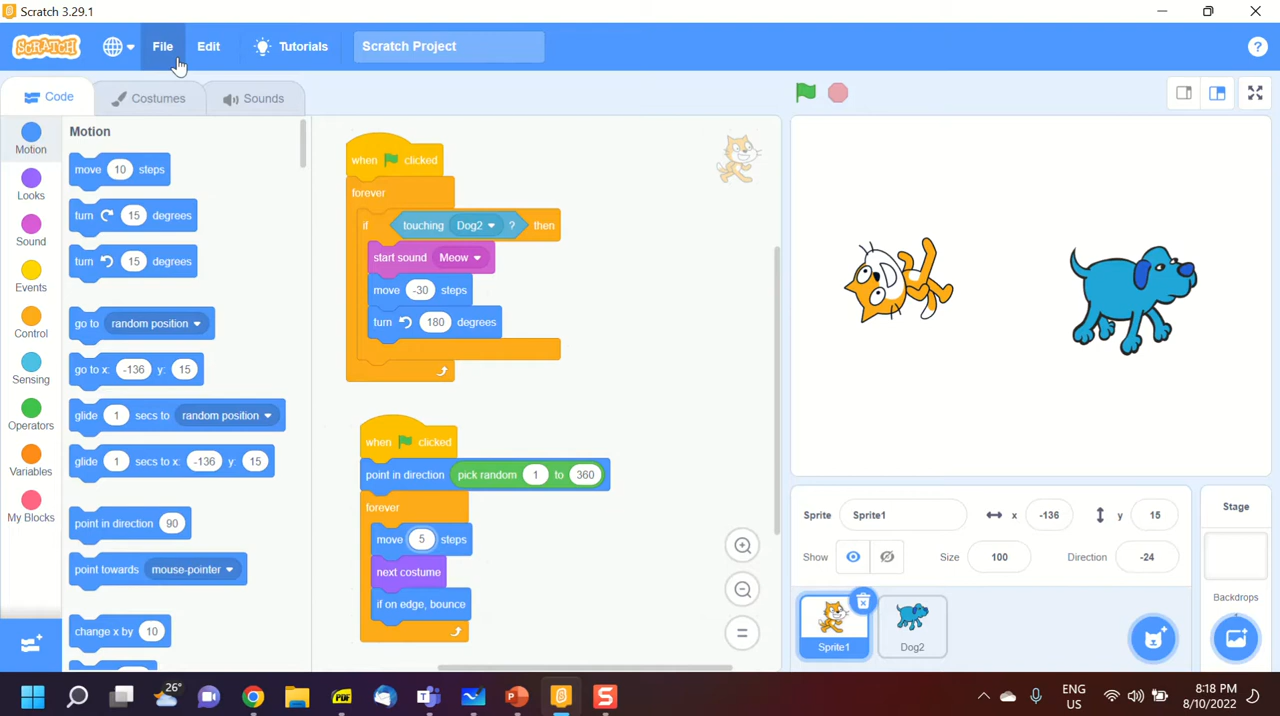 Scratch 3.29.1
SCRATCH File Edit Tutorials Scratch Project ?
Code Costumes Sounds
Motion
Looks
Sound
Events
Control
Sensing
Operators
Variables
My Blocks
Motion
move 10 steps
turn 15 degrees
turn 15 degrees
go to random position
go to x: -136 y: 15
glide 1 secs to random position
glide 1 secs to x: -136 y: 15
point in direction 90
point towards mouse-pointer
change x by 10
when clicked
forever
if touching Dog2 ? then
start sound Meow
move -30 steps
turn 180 degrees
when clicked
point in direction pick random 1 to 360
forever
move 5 steps
next costume
if on edge, bounce
Sprite Sprite1 x -136 y 15
Show Size 100 Direction -24
Sprite1 Dog2
Stage
Backdrops
26°
PDF
ENG
US
8:18 PM
8/10/2022